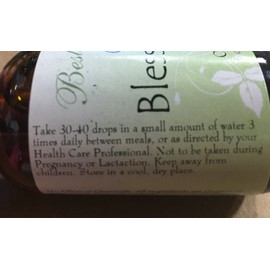 Best
Bless
Take 30-40 drops in a small amount of water 3
times daily between meals, or as directed by your
Health Care Professional. Not to be taken during
Pregnancy or Lactation. Keep away from
children. Store in a cool, dry place.